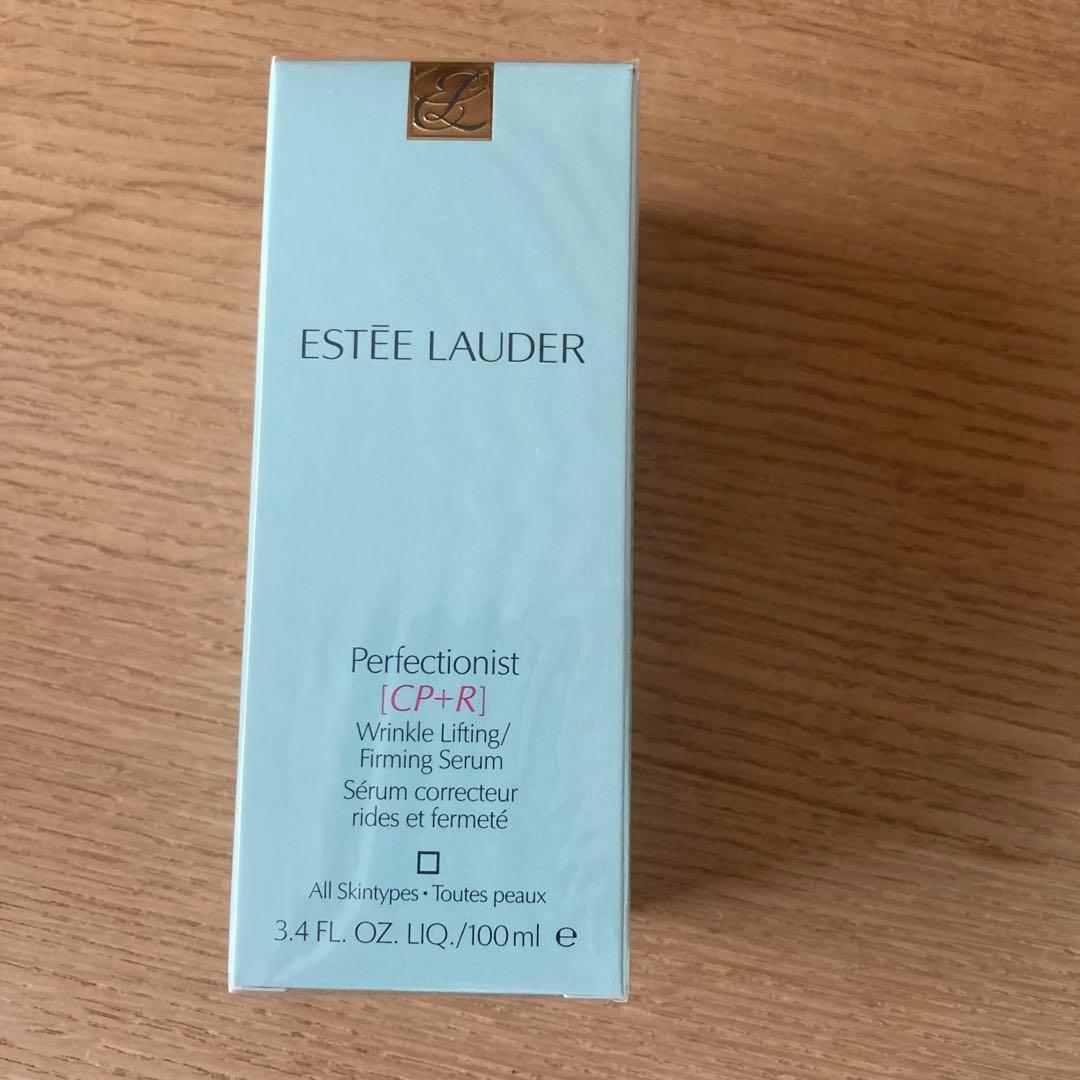 EL
ESTĒE LAUDER
Perfectionist
[CP+R]
Wrinkle Lifting/
Firming Serum
Sérum correcteur
rides et fermeté
All Skintypes • Toutes peaux
3.4 FL. OZ. LIQ./100 ml ℮